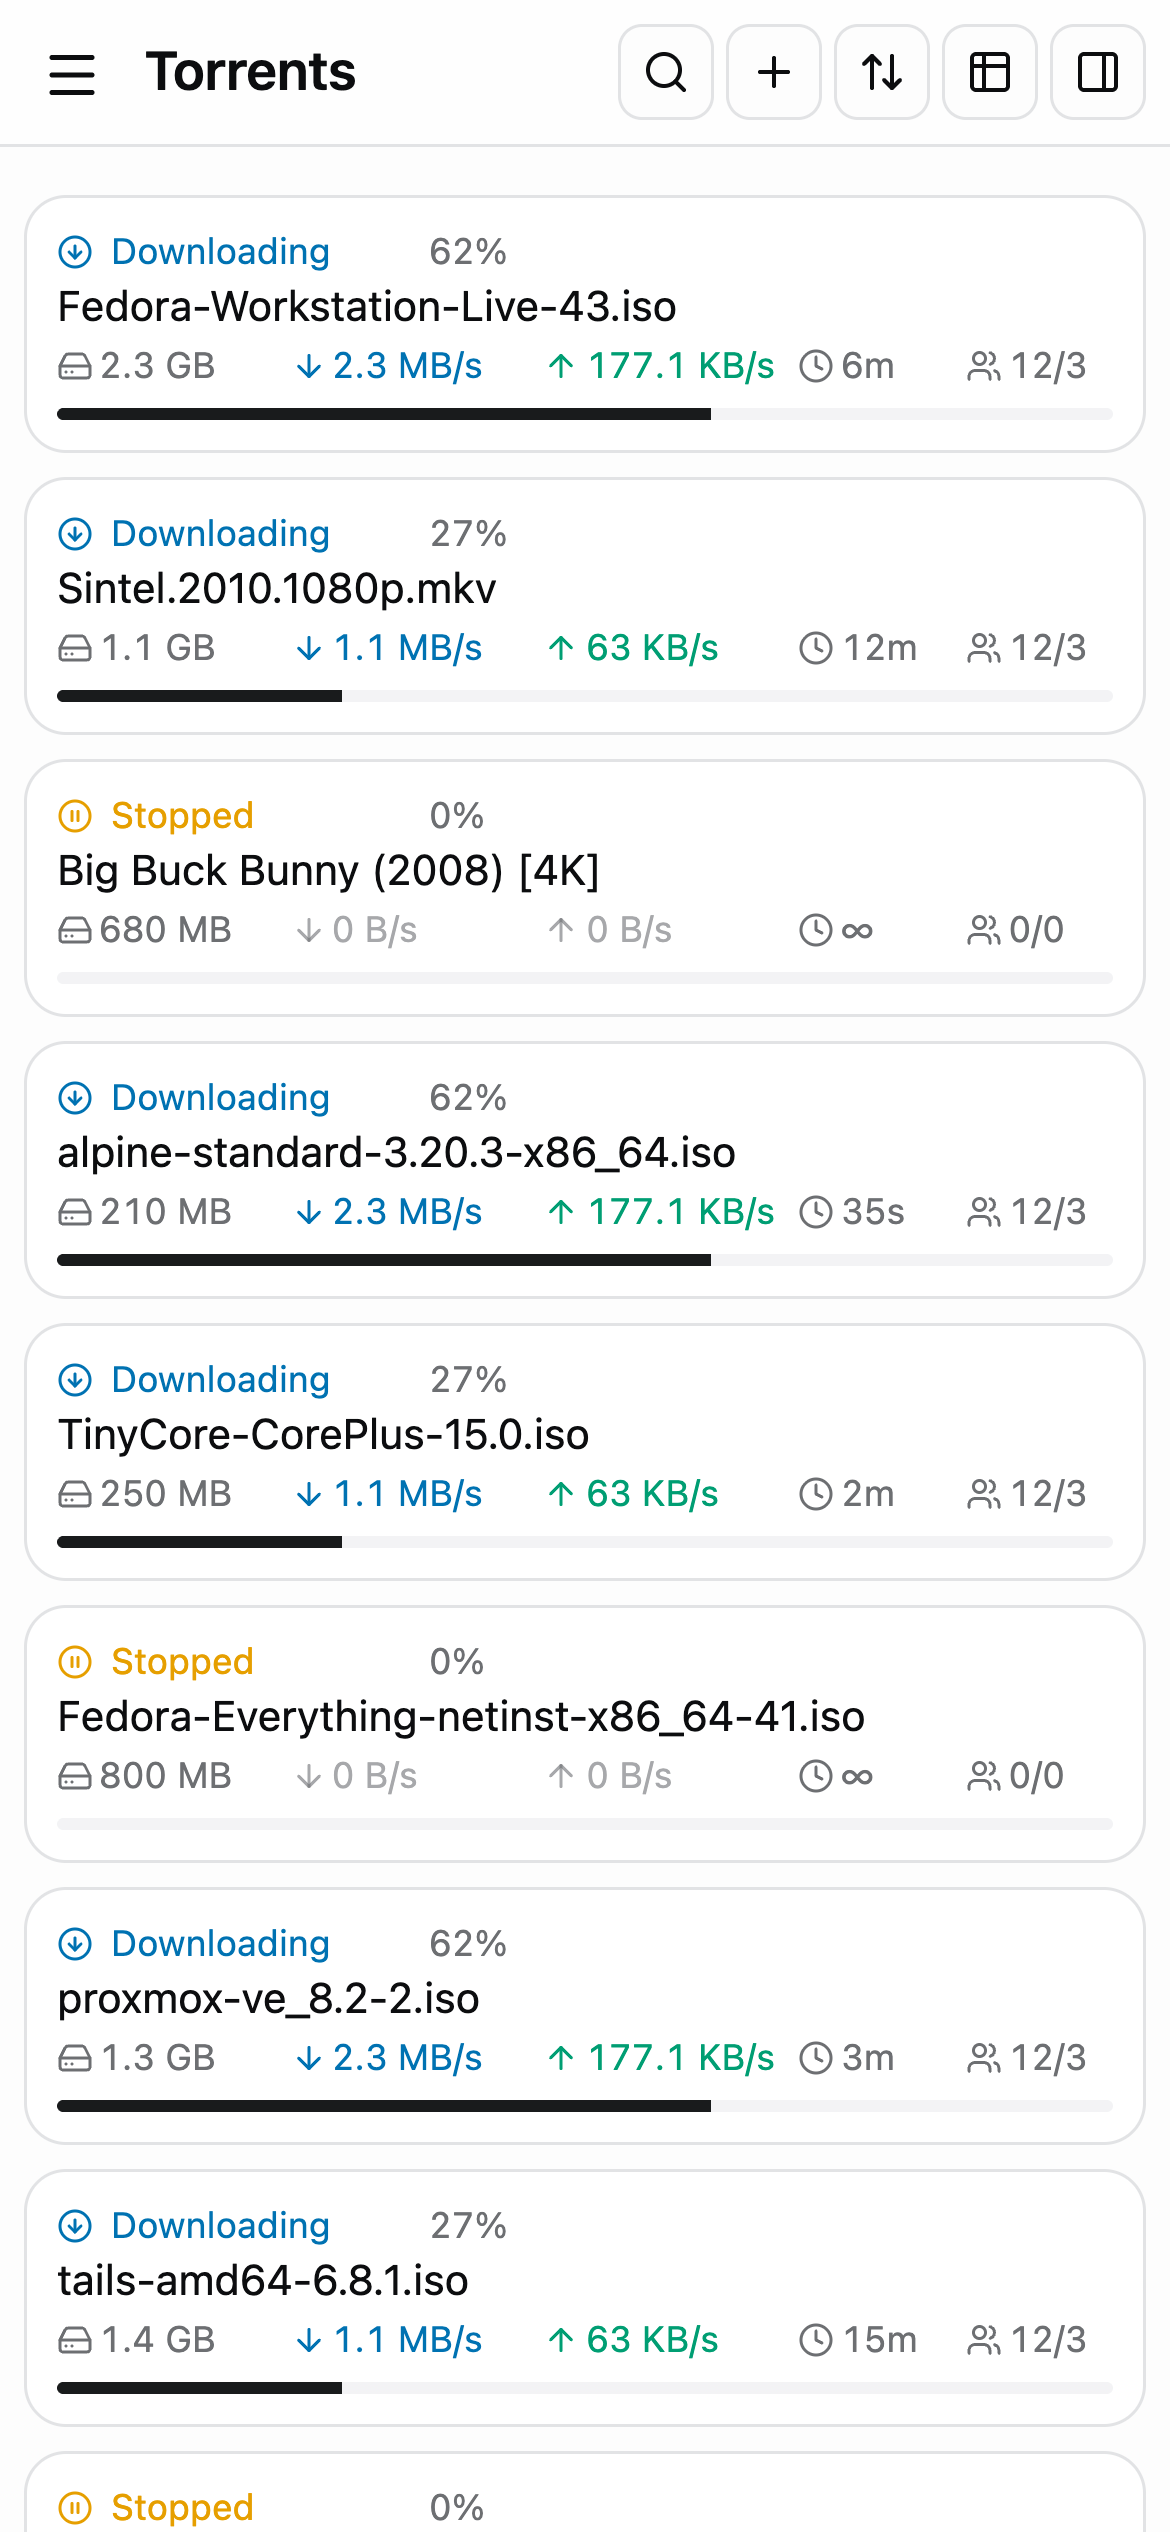 Torrents
Downloading 62%
Fedora-Workstation-Live-43.iso
2.3 GB ↓ 2.3 MB/s ↑ 177.1 KB/s 6m 12/3
Downloading 27%
Sintel.2010.1080p.mkv
1.1 GB ↓ 1.1 MB/s ↑ 63 KB/s 12m 12/3
Stopped 0%
Big Buck Bunny (2008) [4K]
680 MB ↓ 0 B/s ↑ 0 B/s ∞ 0/0
Downloading 62%
alpine-standard-3.20.3-x86_64.iso
210 MB ↓ 2.3 MB/s ↑ 177.1 KB/s 35s 12/3
Downloading 27%
TinyCore-CorePlus-15.0.iso
250 MB ↓ 1.1 MB/s ↑ 63 KB/s 2m 12/3
Stopped 0%
Fedora-Everything-netinst-x86_64-41.iso
800 MB ↓ 0 B/s ↑ 0 B/s ∞ 0/0
Downloading 62%
proxmox-ve_8.2-2.iso
1.3 GB ↓ 2.3 MB/s ↑ 177.1 KB/s 3m 12/3
Downloading 27%
tails-amd64-6.8.1.iso
1.4 GB ↓ 1.1 MB/s ↑ 63 KB/s 15m 12/3
Stopped 0%